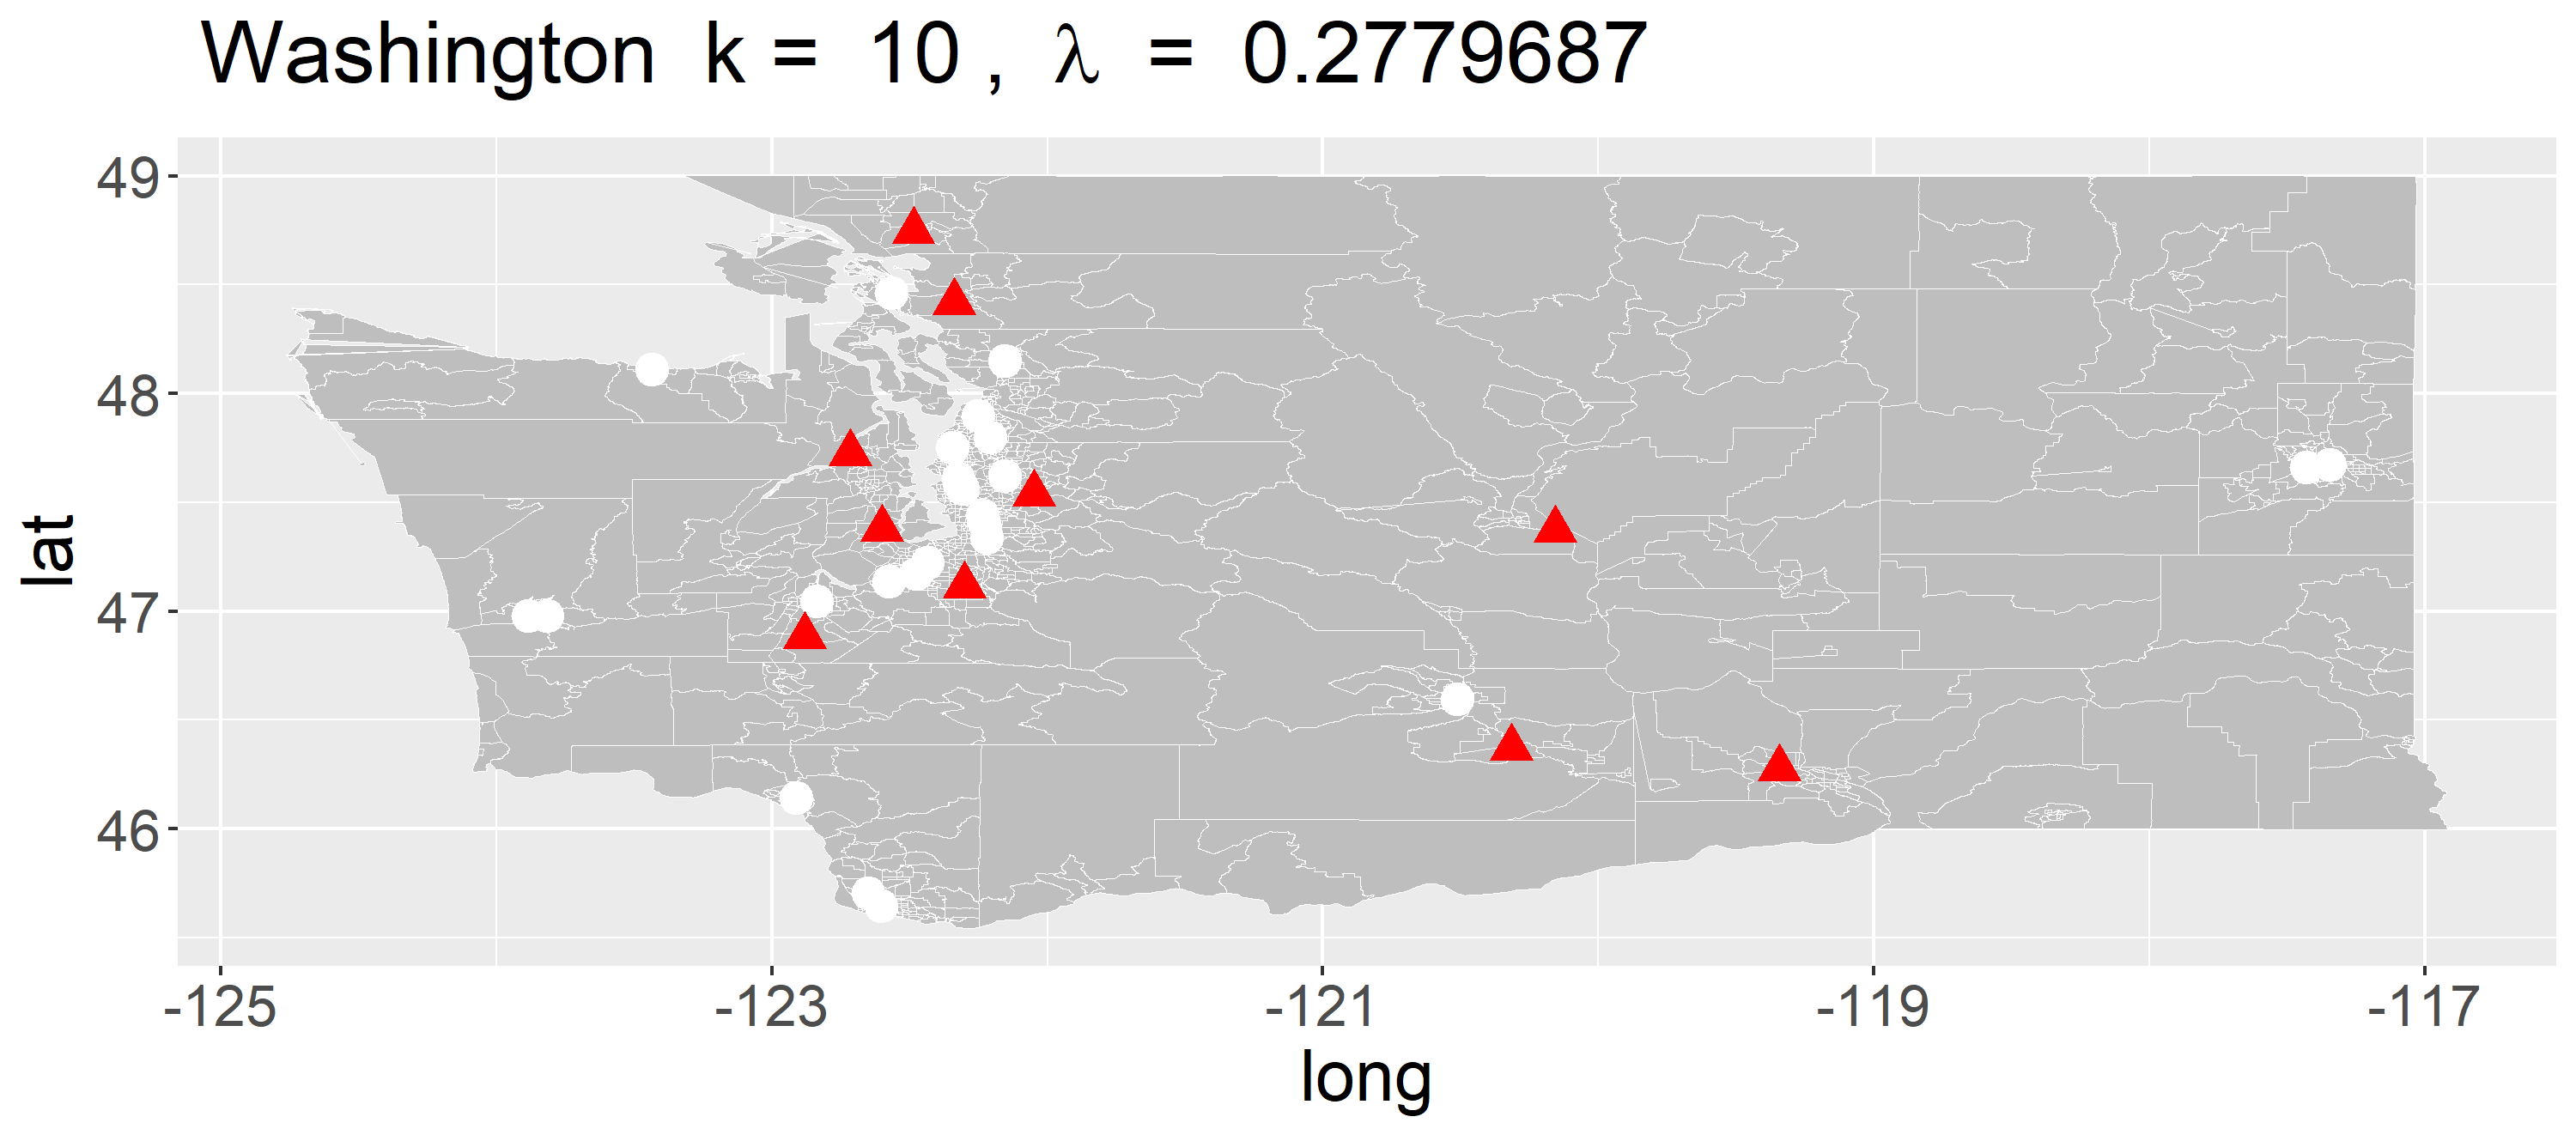 Washington k = 10 , λ = 0.2779687
49
48
47
46
lat
-125 -123 -121 -119 -117
long